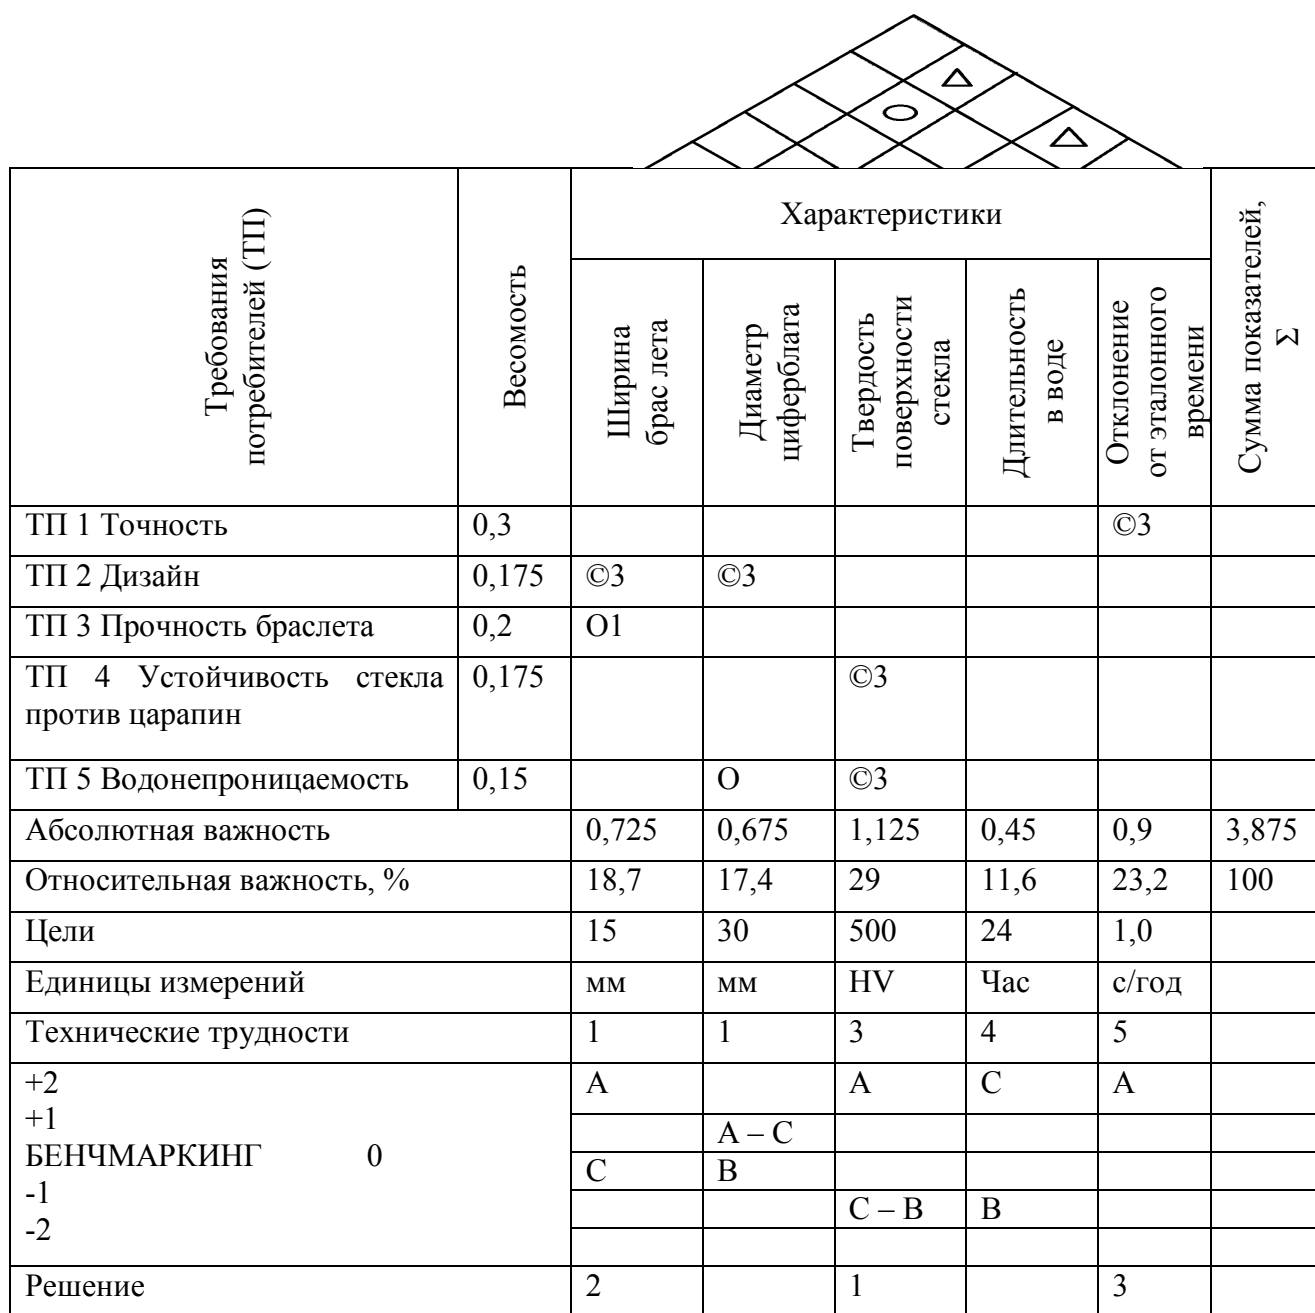 Требования
потребителей (ТП)
Весомость
Характеристики
Сумма показателей,
Σ
Ширина
брас лета
Диаметр
циферблата
Твердость
поверхности
стекла
Длительность
в воде
Отклонение
от эталонного
времени
ТП 1 Точность 0,3 ©3
ТП 2 Дизайн 0,175 ©3 ©3
ТП 3 Прочность браслета 0,2 О1
ТП 4 Устойчивость стекла 0,175 ©3
против царапин
ТП 5 Водонепроницаемость 0,15 О ©3
Абсолютная важность 0,725 0,675 1,125 0,45 0,9 3,875
Относительная важность, % 18,7 17,4 29 11,6 23,2 100
Цели 15 30 500 24 1,0
Единицы измерений мм мм HV Час с/год
Технические трудности 1 1 3 4 5
+2 А А С А
+1 А – С
БЕНЧМАРКИНГ 0 С В
-1 С – В В
-2
Решение 2 1 3